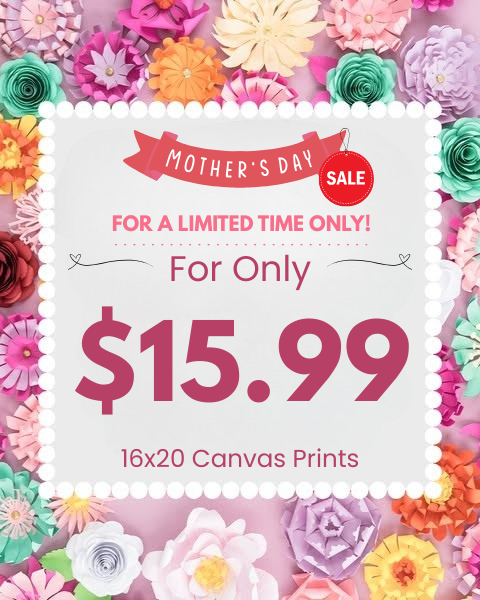 MOTHER'S DAY
SALE
FOR A LIMITED TIME ONLY!
For Only
$15.99
16x20 Canvas Prints